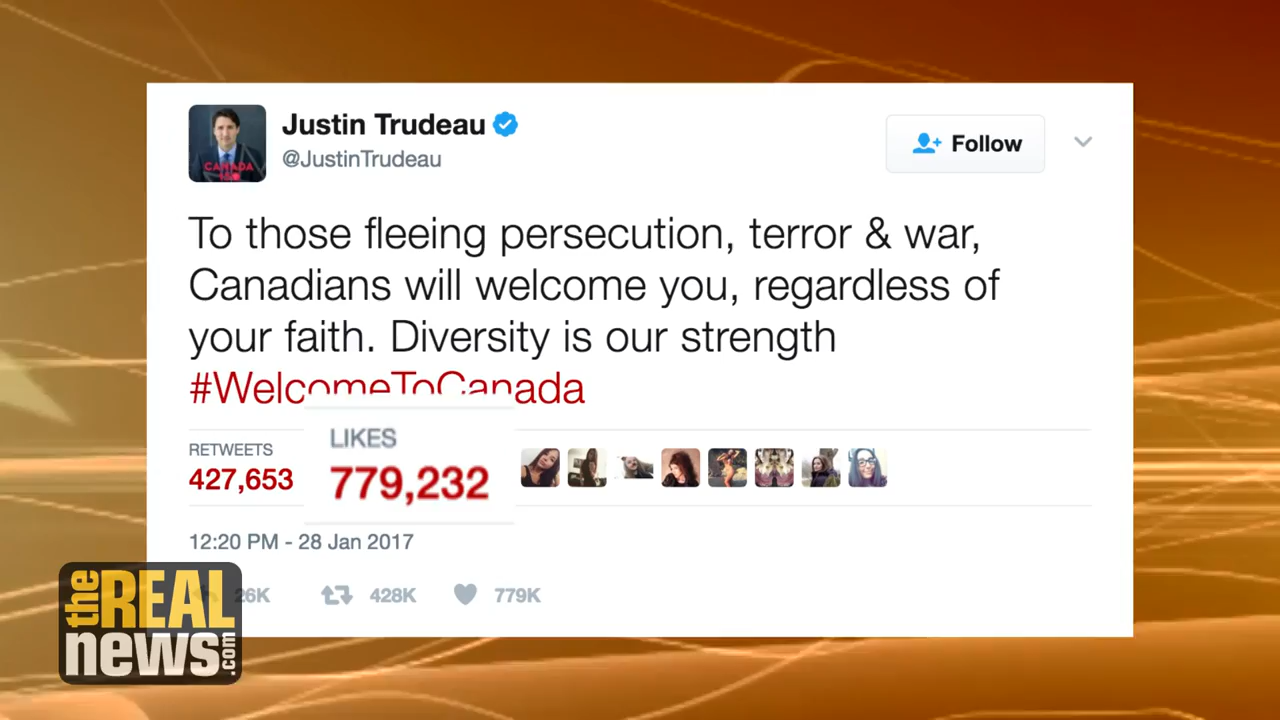 Justin Trudeau
@JustinTrudeau
Follow
CANADA
To those fleeing persecution, terror & war,
Canadians will welcome you, regardless of
your faith. Diversity is our strength
#WelcomeToCanada
RETWEETS
427,653
LIKES
779,232
12:20 PM - 28 Jan 2017
26K
428K
779K
the REAL
news.com